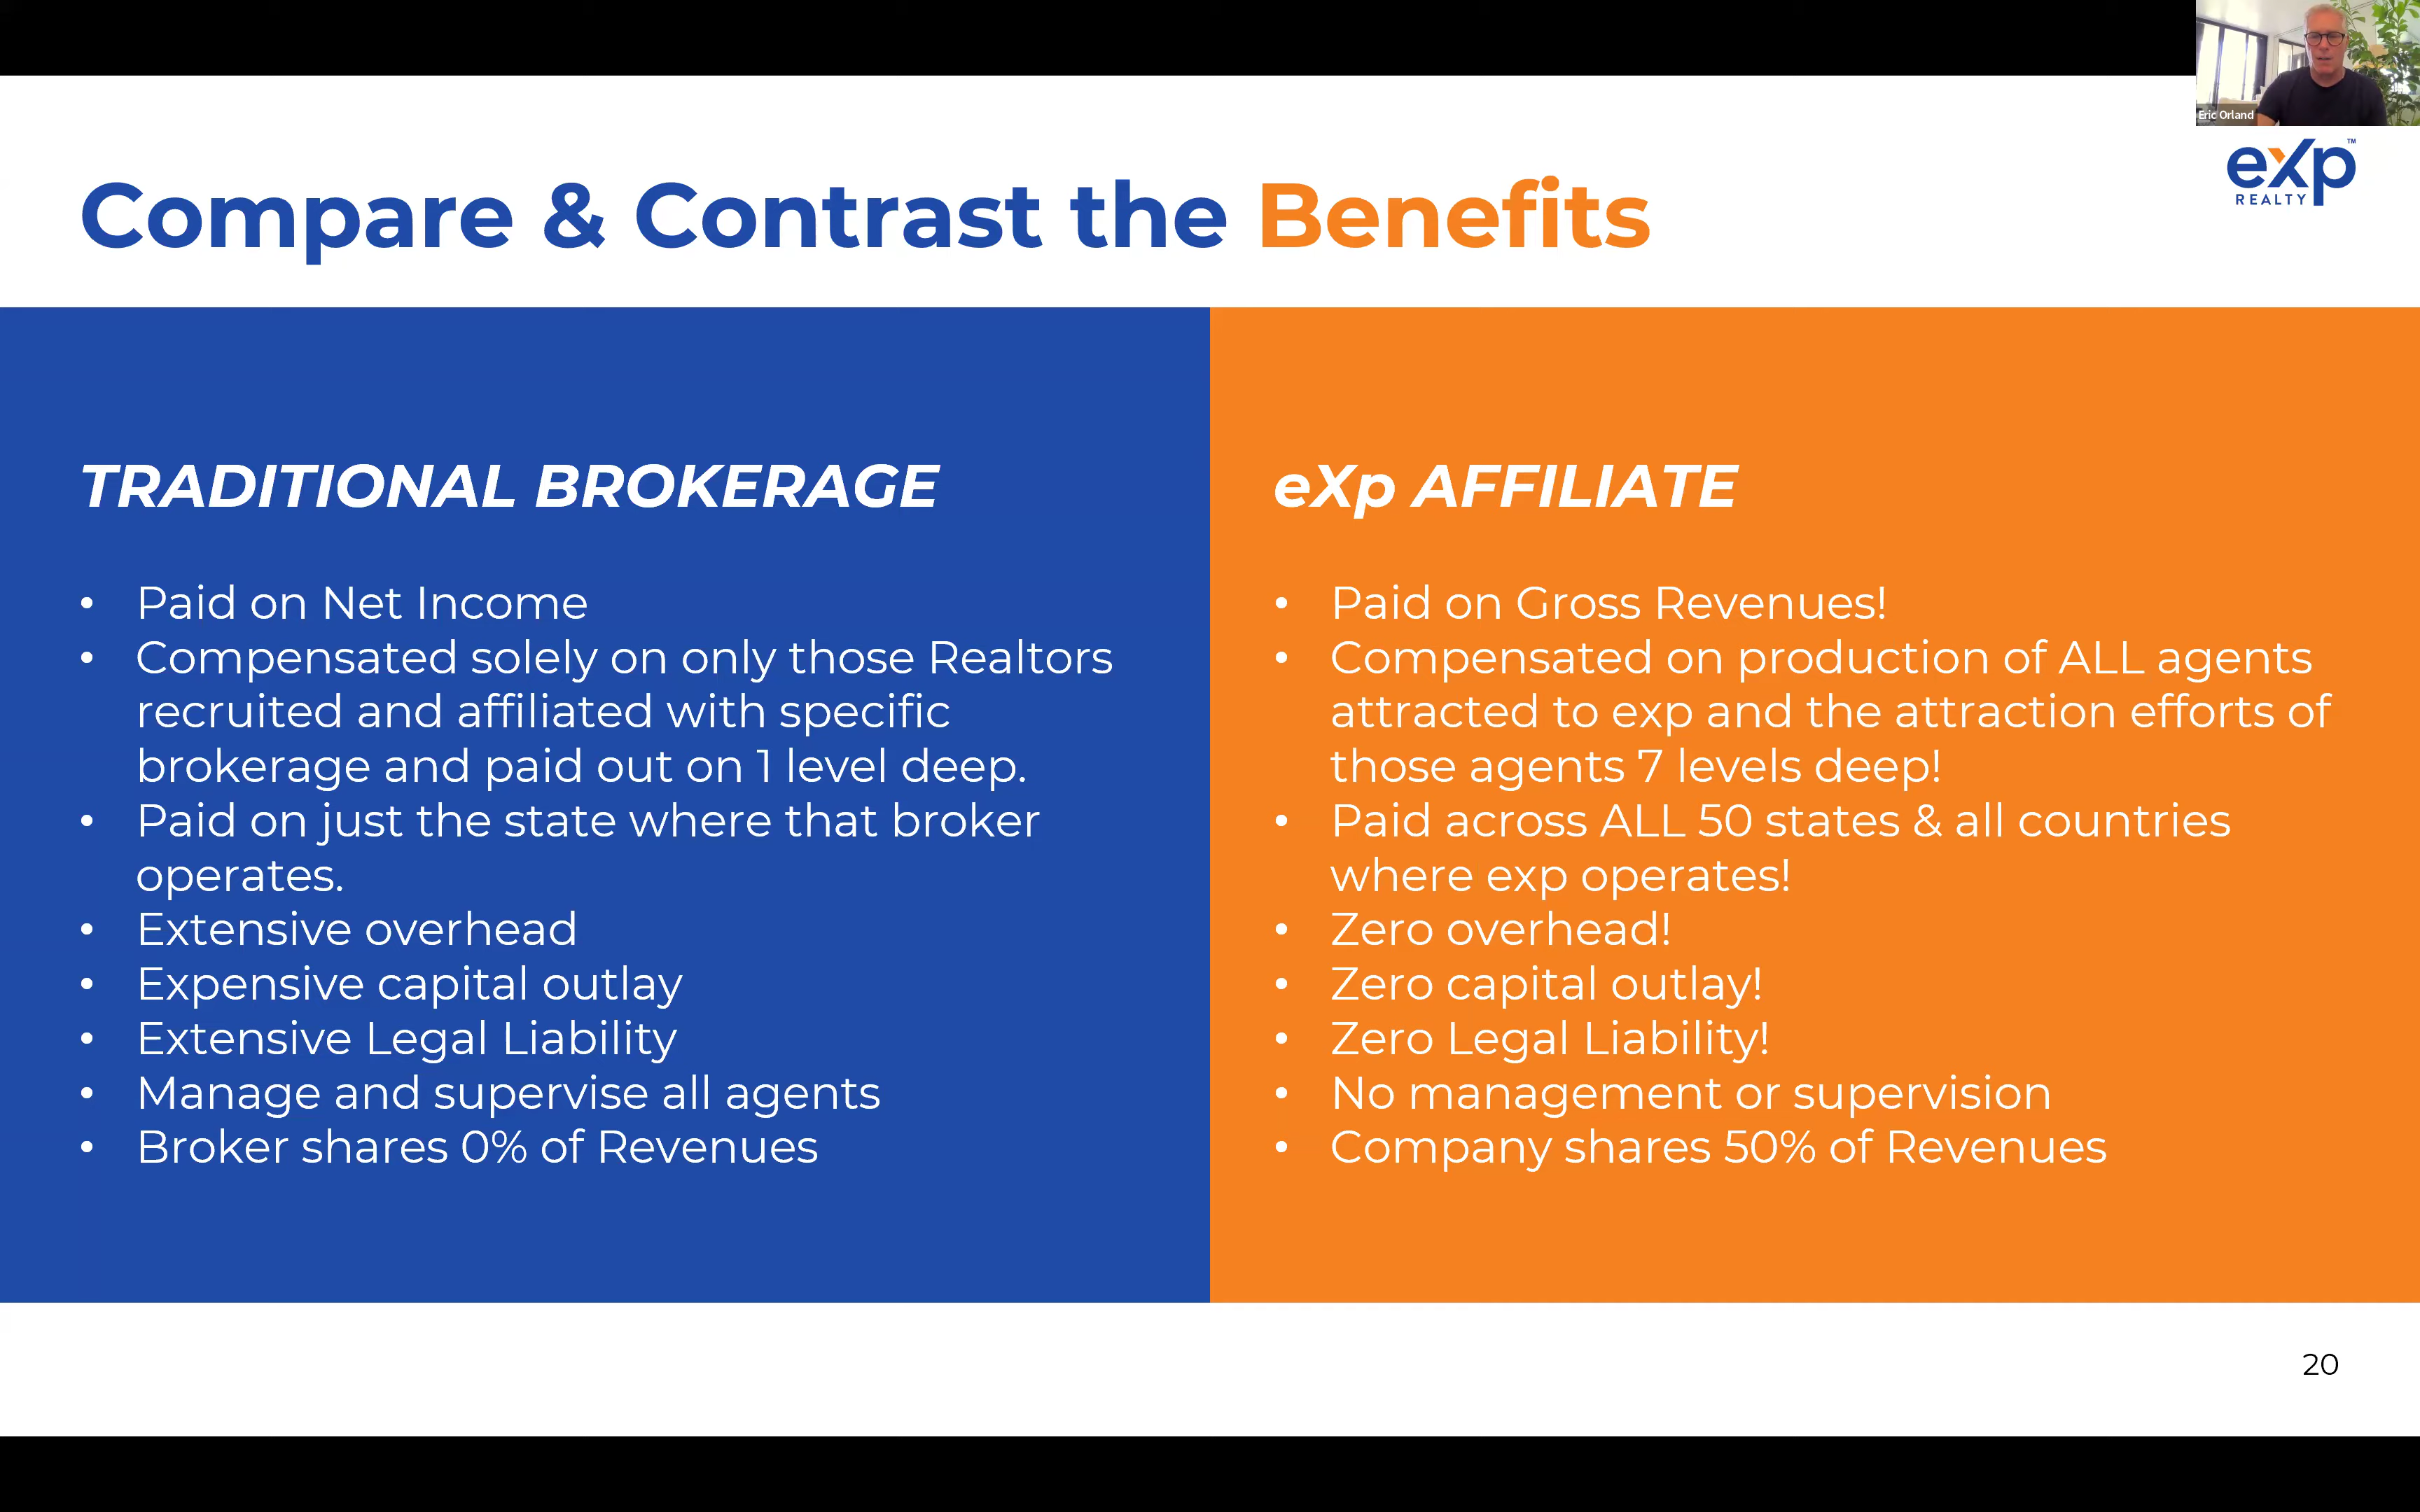 Eric Orland
eXp™
REALTY
Compare & Contrast the Benefits
TRADITIONAL BROKERAGE
• Paid on Net Income
• Compensated solely on only those Realtors
recruited and affiliated with specific
brokerage and paid out on 1 level deep.
• Paid on just the state where that broker
operates.
• Extensive overhead
• Expensive capital outlay
• Extensive Legal Liability
• Manage and supervise all agents
• Broker shares 0% of Revenues
eXp AFFILIATE
• Paid on Gross Revenues!
• Compensated on production of ALL agents
attracted to exp and the attraction efforts of
those agents 7 levels deep!
• Paid across ALL 50 states & all countries
where exp operates!
• Zero overhead!
• Zero capital outlay!
• Zero Legal Liability!
• No management or supervision
• Company shares 50% of Revenues
20